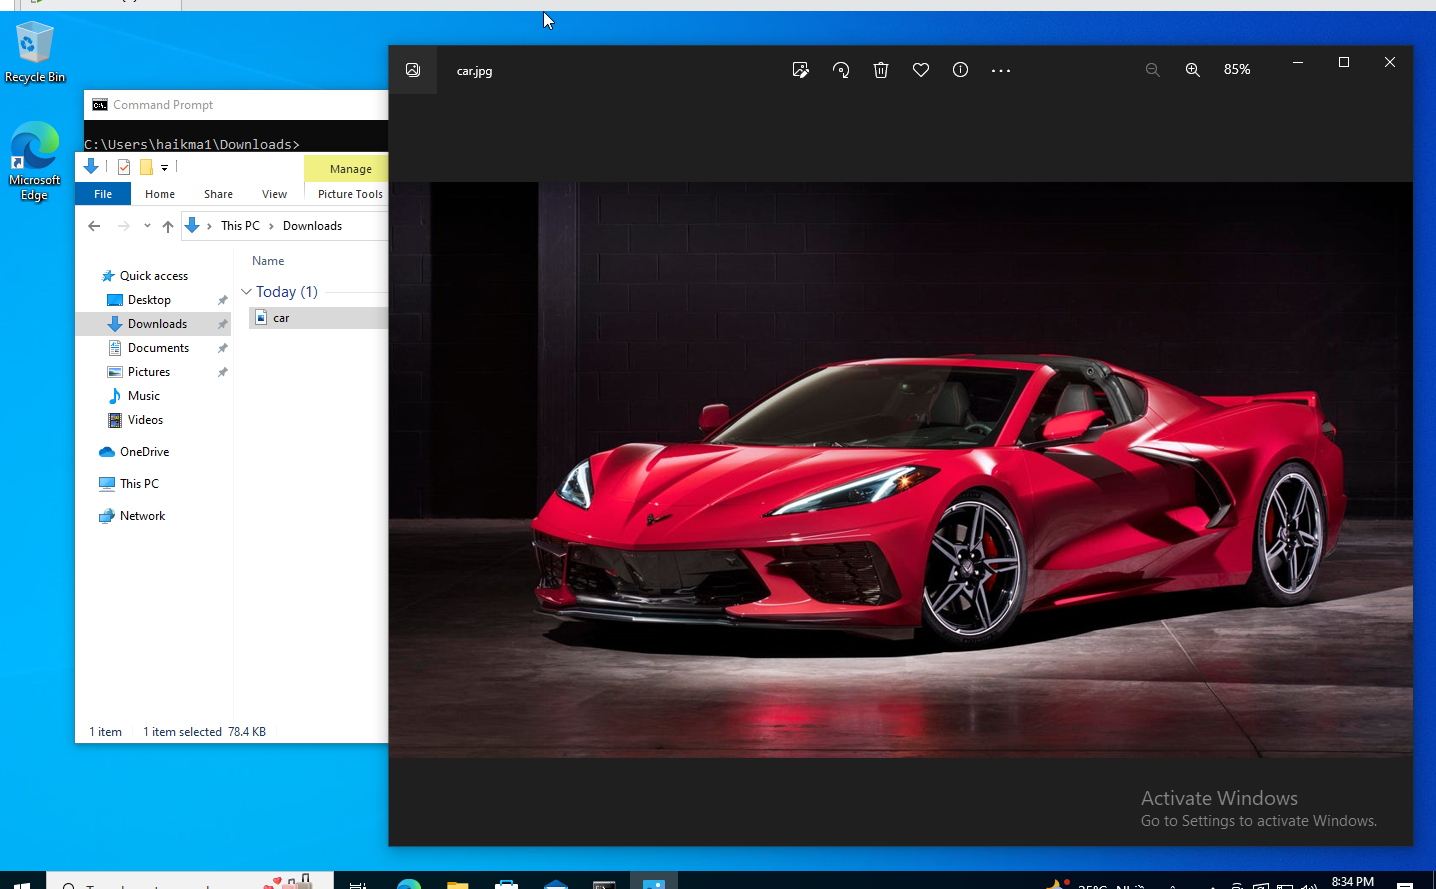 Recycle Bin
Microsoft
Edge
Command Prompt
C:\Users\haikma1\Downloads>
Manage
File
Home
Share
View
Picture Tools
This PC
Downloads
Name
Quick access
Desktop
Downloads
Documents
Pictures
Music
Videos
OneDrive
This PC
Network
Today (1)
car
1 item
1 item selected
78.4 KB
car.jpg
85%
Activate Windows
Go to Settings to activate Windows.
8:34 PM